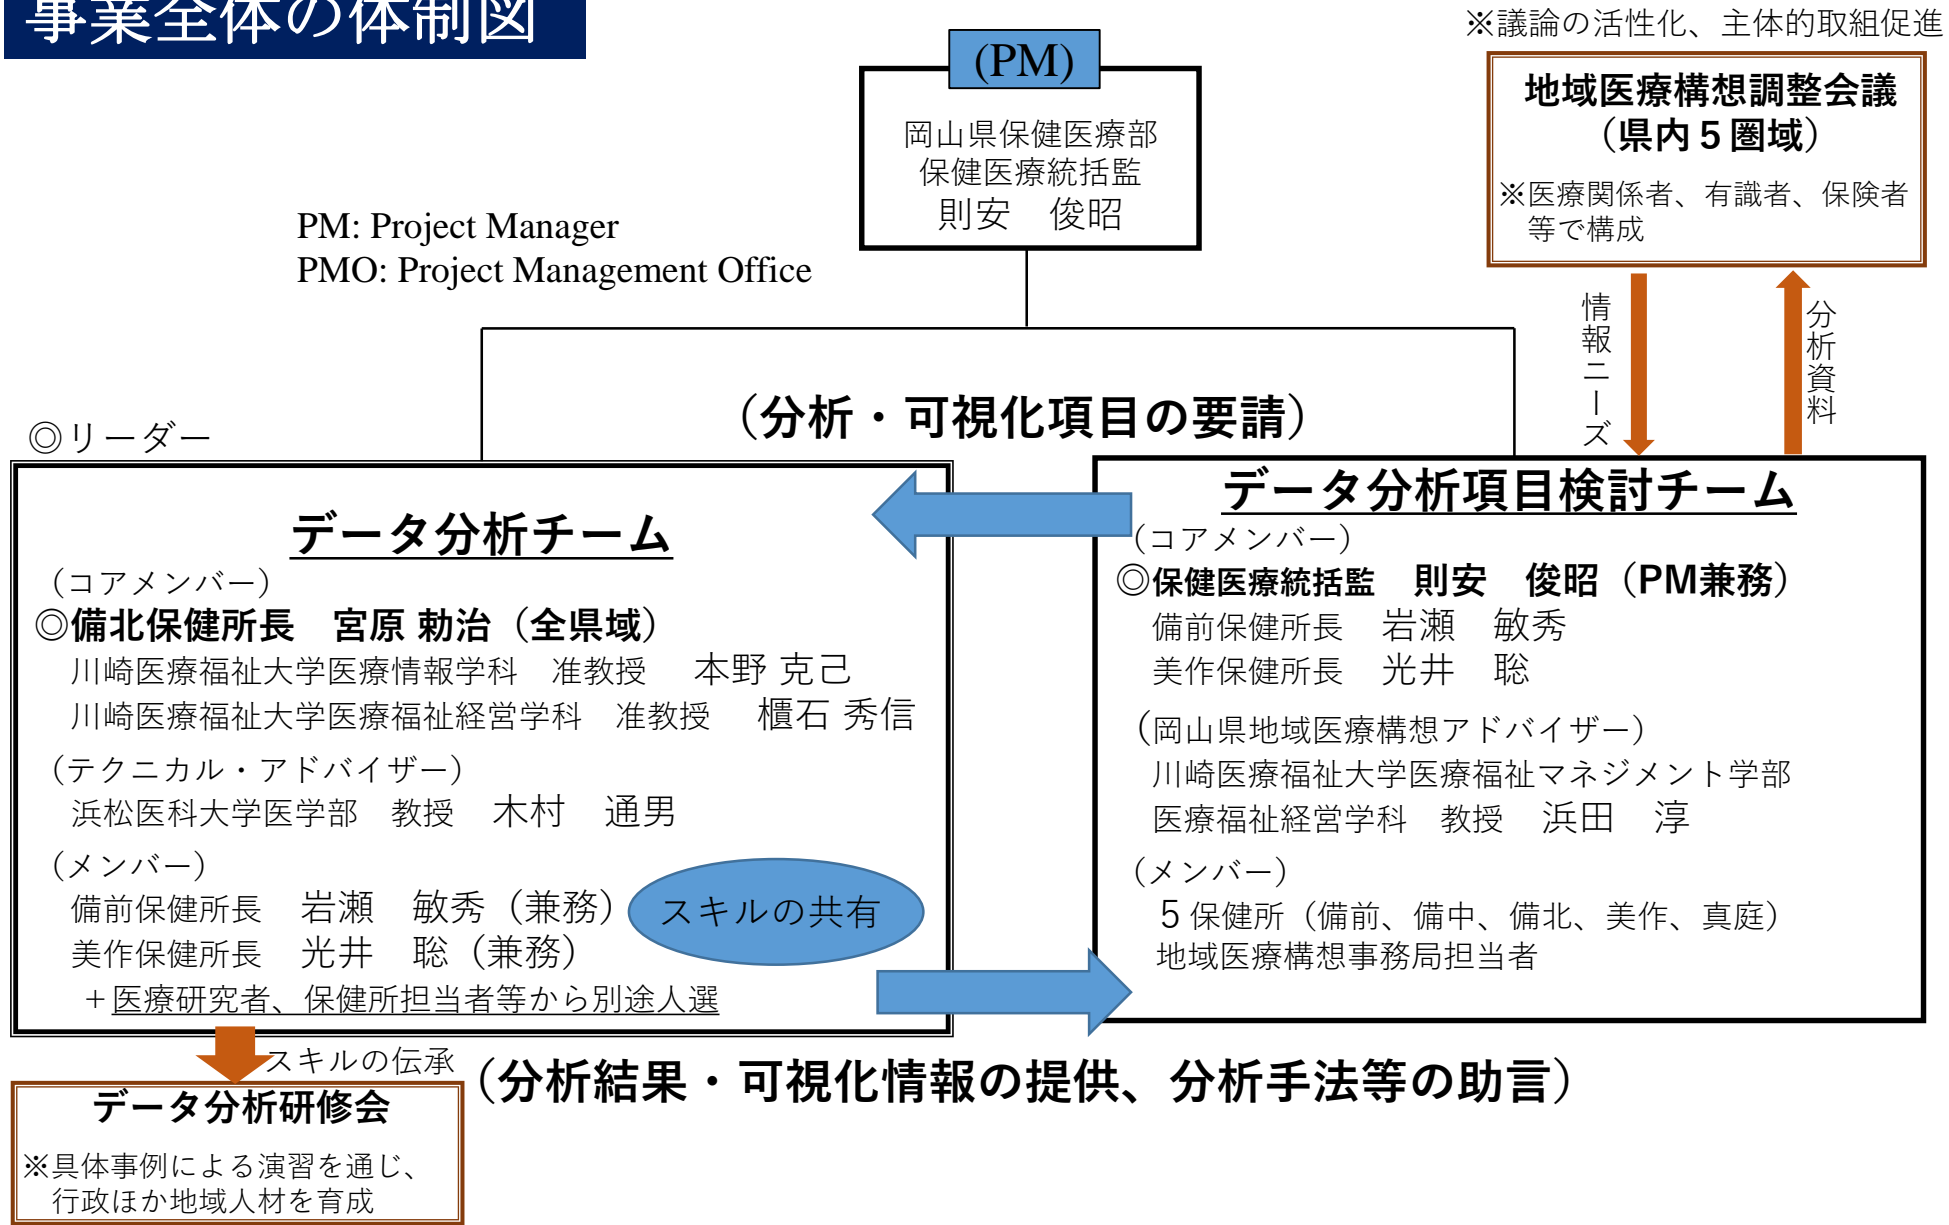 事業全体の体制図
(PM)
岡山県保健医療部
保健医療統括監
則安　俊昭
PM: Project Manager
PMO: Project Management Office
※議論の活性化、主体的取組促進
地域医療構想調整会議
（県内５圏域）
※医療関係者、有識者、保険者
等で構成
情報ニーズ
分析資料
（分析・可視化項目の要請）
◎リーダー
データ分析チーム
（コアメンバー）
◎備北保健所長　宮原 勅治（全県域）
川崎医療福祉大学医療情報学科　准教授　本野 克己
川崎医療福祉大学医療福祉経営学科　准教授　櫃石 秀信
（テクニカル・アドバイザー）
浜松医科大学医学部　教授　木村　通男
（メンバー）
備前保健所長　岩瀬　敏秀（兼務）
美作保健所長　光井　聡（兼務）
＋医療研究者、保健所担当者等から別途人選
スキルの共有
データ分析項目検討チーム
（コアメンバー）
◎保健医療統括監　則安　俊昭（PM兼務）
備前保健所長　岩瀬　敏秀
美作保健所長　光井　聡
（岡山県地域医療構想アドバイザー）
川崎医療福祉大学医療福祉マネジメント学部
医療福祉経営学科　教授　浜田　淳
（メンバー）
５保健所（備前、備中、備北、美作、真庭）
地域医療構想事務局担当者
スキルの伝承
（分析結果・可視化情報の提供、分析手法等の助言）
データ分析研修会
※具体事例による演習を通じ、
行政ほか地域人材を育成